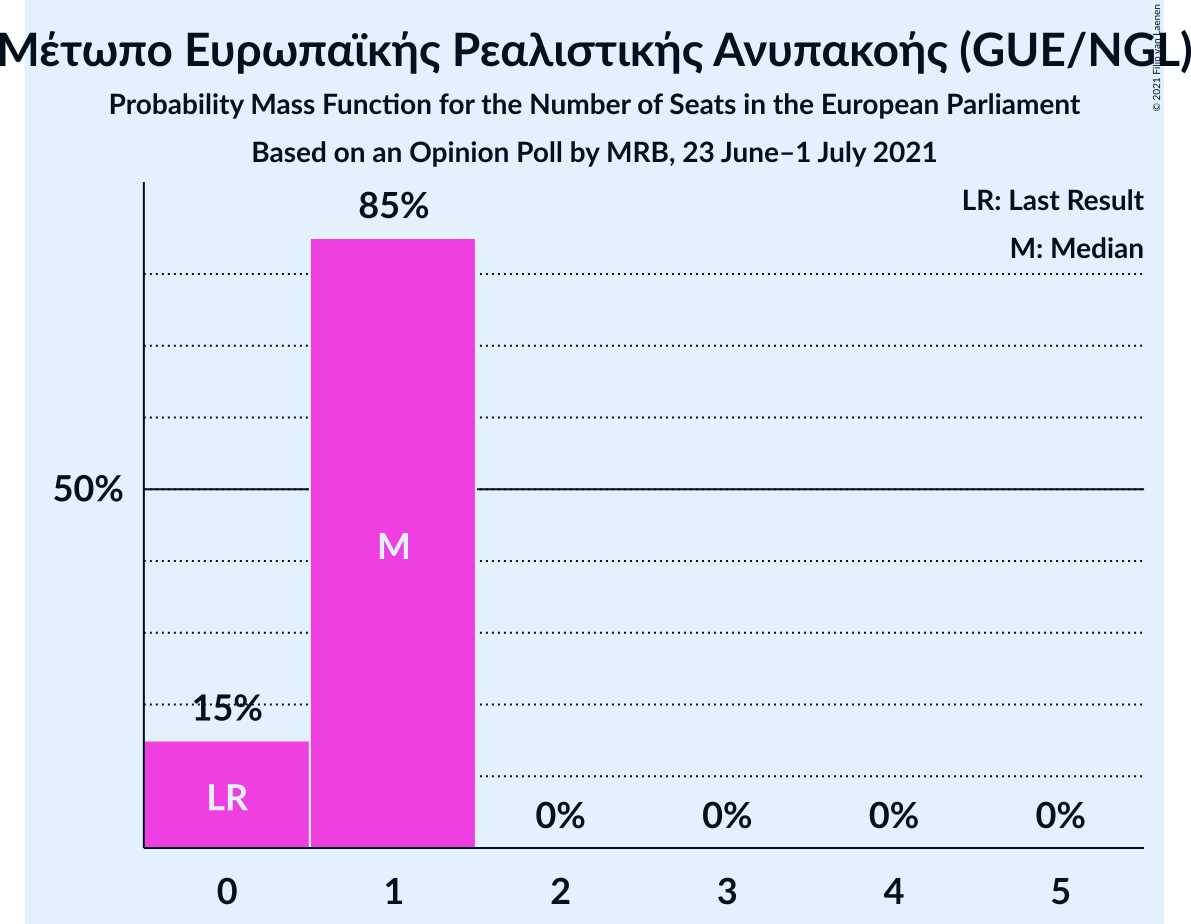 Μέτωπο Ευρωπαϊκής Ρεαλιστικής Ανυπακοής (GUE/NGL)
© 2021 Filip van Laenen
Probability Mass Function for the Number of Seats in the European Parliament
Based on an Opinion Poll by MRB, 23 June–1 July 2021
LR: Last Result
M: Median
85%
50%
M
15%
LR
0% 0% 0% 0%
0 1 2 3 4 5